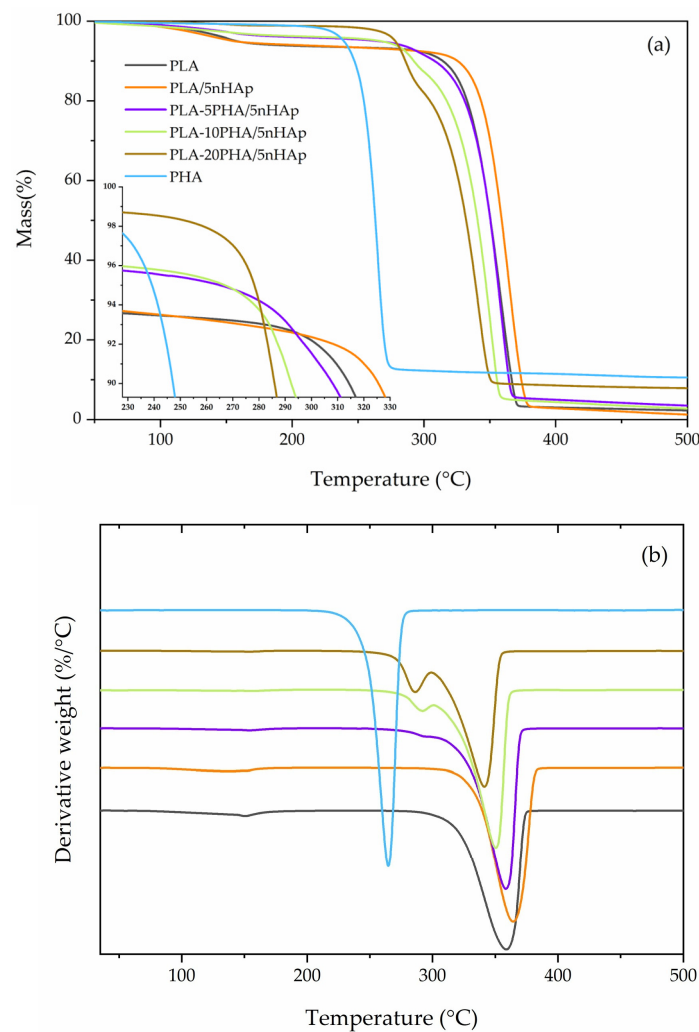 (a)
100
80
60
40
20
0
Mass(%)
PLA
PLA/5nHAp
PLA-5PHA/5nHAp
PLA-10PHA/5nHAp
PLA-20PHA/5nHAp
PHA
100
98
96
94
93
92
90
230 240 250 260 270 280 290 300 310 320 330
100 200 300 400 500
Temperature (°C)
(b)
Derivative weight (%/°C)
100 200 300 400 500
Temperature (°C)